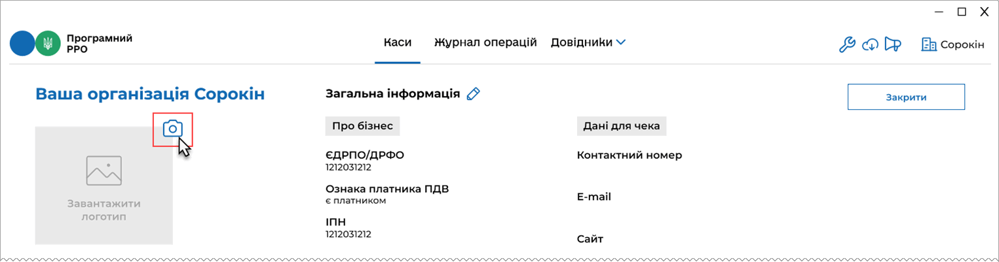 Програмний
РРО
Каси
Журнал операцій
Довідники
Сорокін
Ваша організація Сорокін
Завантажити
логотип
Загальна інформація
Про бізнес
ЄДРПО/ДРФО
1212031212
Ознака платника ПДВ
є платником
ІПН
1212031212
Дані для чека
Контактний номер
E-mail
Сайт
Закрити